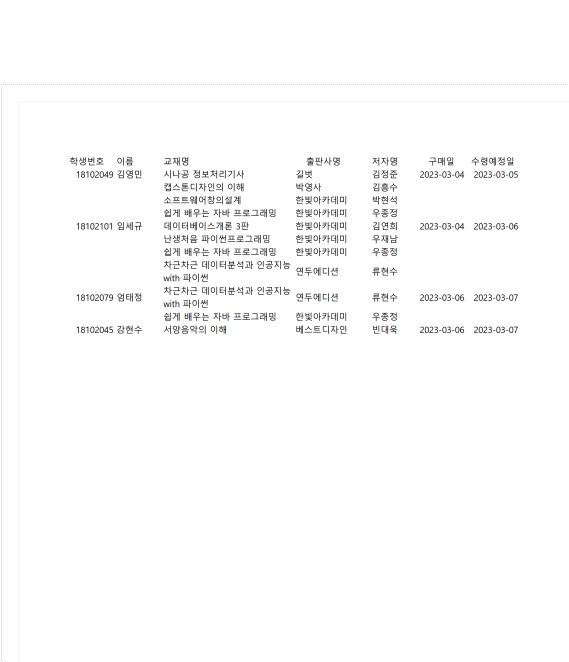 학생번호 이름 교재명 출판사명 저자명 구매일 수령예정일
18102049 김영민 시나공 정보처리기사 길벗 김정준 2023-03-04 2023-03-05
캡스톤디자인의 이해 박영사 김흥수
소프트웨어창의설계 한빛아카데미 박현석
쉽게 배우는 자바 프로그래밍 한빛아카데미 우종정
18102101 임세규 데이터베이스개론 3판 한빛아카데미 김연희 2023-03-04 2023-03-06
난생처음 파이썬프로그래밍 한빛아카데미 우재남
쉽게 배우는 자바 프로그래밍 한빛아카데미 우종정
차근차근 데이터분석과 인공지능
with 파이썬 연두에디션 류현수
18102079 엄태정 차근차근 데이터분석과 인공지능
with 파이썬 연두에디션 류현수 2023-03-06 2023-03-07
쉽게 배우는 자바 프로그래밍 한빛아카데미 우종정
18102045 강현수 서양음악의 이해 베스트디자인 빈대욱 2023-03-06 2023-03-07